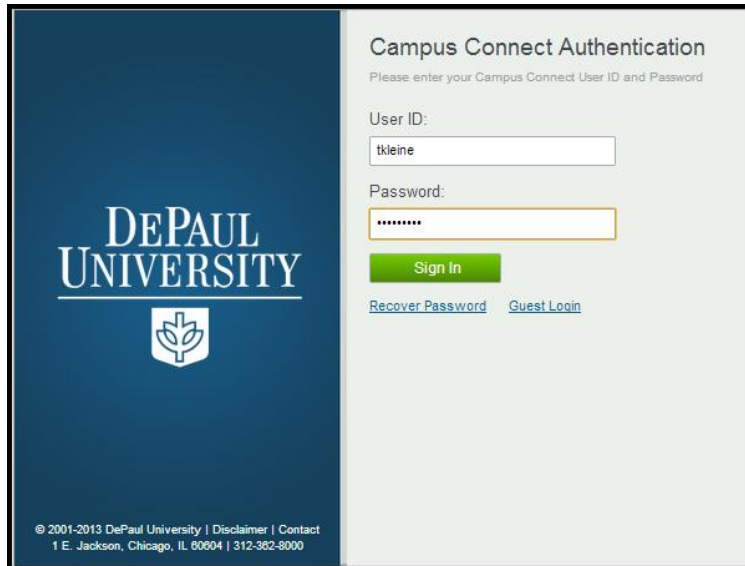 Campus Connect Authentication
Please enter your Campus Connect User ID and Password
User ID:
tkleine
Password:
•••••••••
Sign In
Recover Password Guest Login
DEPAUL
UNIVERSITY
© 2001-2013 DePaul University | Disclaimer | Contact
1 E. Jackson, Chicago, IL 60604 | 312-362-8000